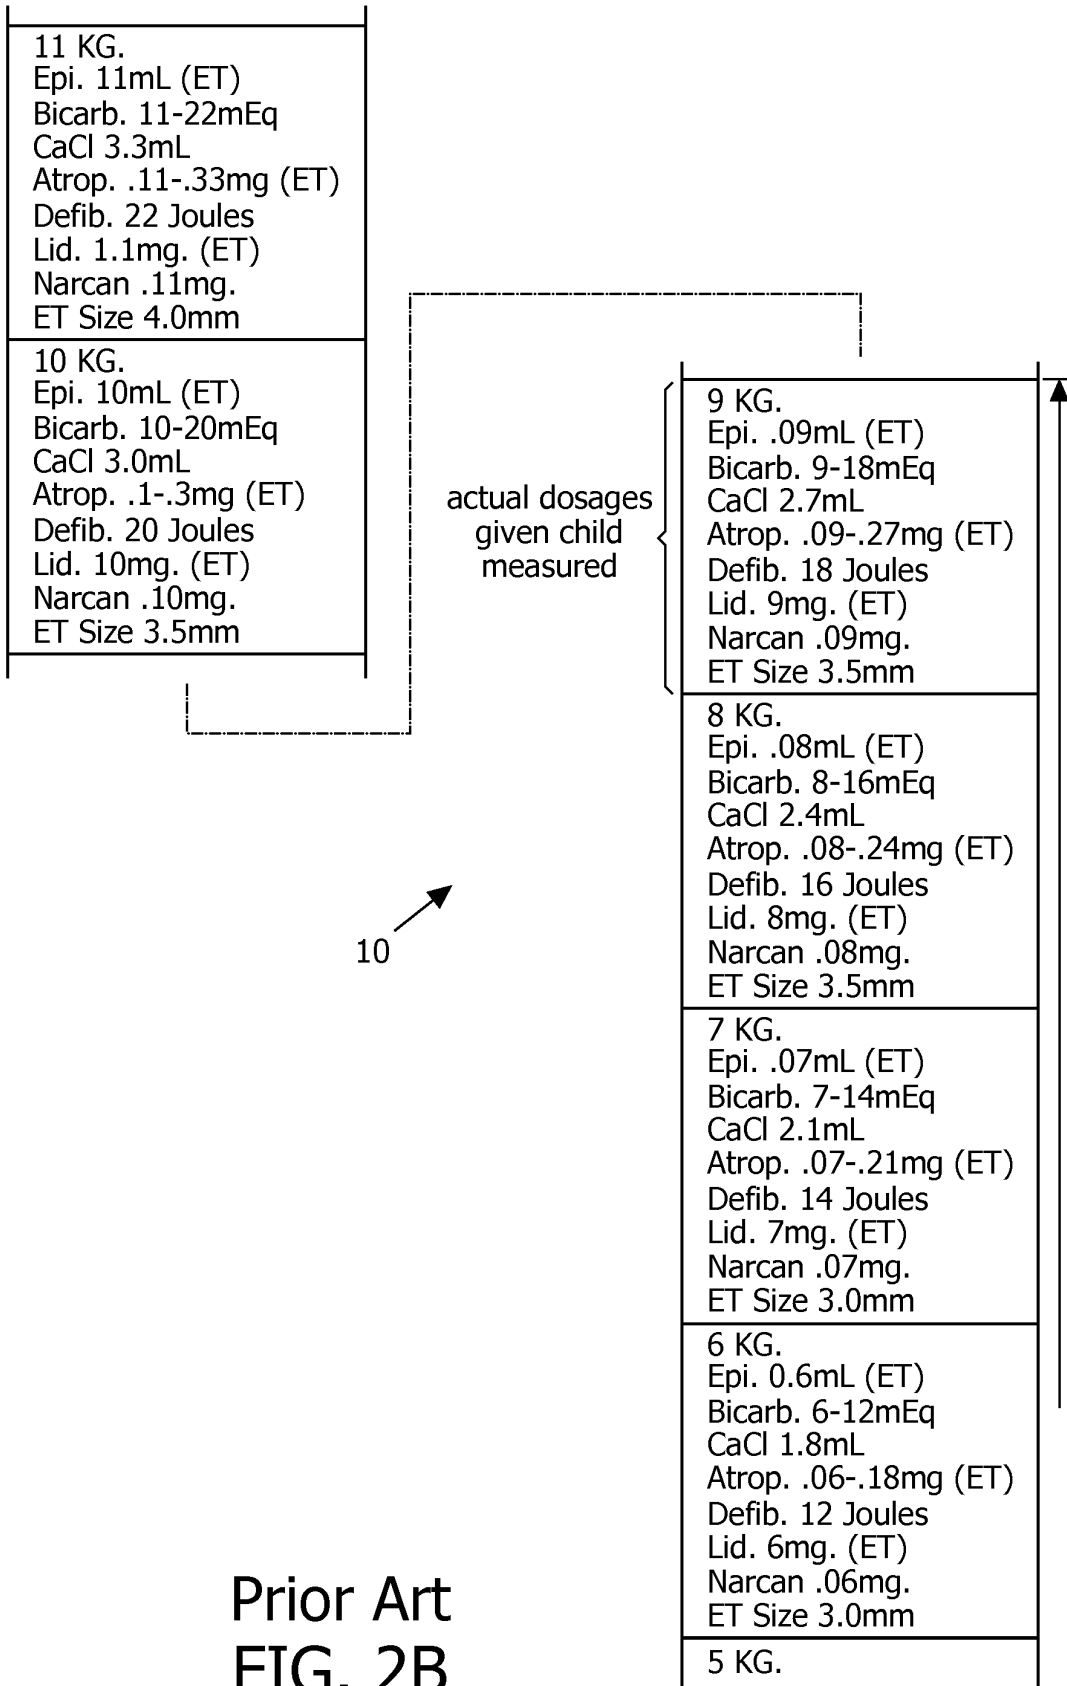 11 KG.
Epi. 11mL (ET)
Bicarb. 11-22mEq
CaCl 3.3mL
Atrop. .11-.33mg (ET)
Defib. 22 Joules
Lid. 1.1mg. (ET)
Narcan .11mg.
ET Size 4.0mm
10 KG.
Epi. 10mL (ET)
Bicarb. 10-20mEq
CaCl 3.0mL
Atrop. .1-.3mg (ET)
Defib. 20 Joules
Lid. 10mg. (ET)
Narcan .10mg.
ET Size 3.5mm
actual dosages
given child
measured
9 KG.
Epi. .09mL (ET)
Bicarb. 9-18mEq
CaCl 2.7mL
Atrop. .09-.27mg (ET)
Defib. 18 Joules
Lid. 9mg. (ET)
Narcan .09mg.
ET Size 3.5mm
8 KG.
Epi. .08mL (ET)
Bicarb. 8-16mEq
CaCl 2.4mL
Atrop. .08-.24mg (ET)
Defib. 16 Joules
Lid. 8mg. (ET)
Narcan .08mg.
ET Size 3.5mm
10
7 KG.
Epi. .07mL (ET)
Bicarb. 7-14mEq
CaCl 2.1mL
Atrop. .07-.21mg (ET)
Defib. 14 Joules
Lid. 7mg. (ET)
Narcan .07mg.
ET Size 3.0mm
6 KG.
Epi. 0.6mL (ET)
Bicarb. 6-12mEq
CaCl 1.8mL
Atrop. .06-.18mg (ET)
Defib. 12 Joules
Lid. 6mg. (ET)
Narcan .06mg.
ET Size 3.0mm
5 KG.
Prior Art
FIG. 2B